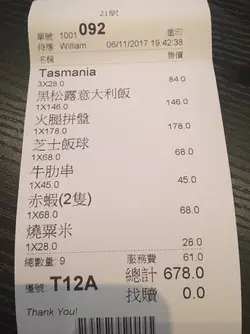 21號
單號 1001 092 重印
待應 William 06/11/2017 19:42:38
名稱 售價
Tasmania
3X28.0 84.0
黑松露意大利飯
1X146.0 146.0
火腿拼盤
1X178.0 178.0
芝士飯球
1X68.0 68.0
牛肋串
1X45.0 45.0
赤蝦(2隻)
1X68.0 68.0
燒粟米
1X28.0 28.0
總數量 9 服務費 61.0
檯號 T12A 總計 678.0
找贖 0.0
Thank You!